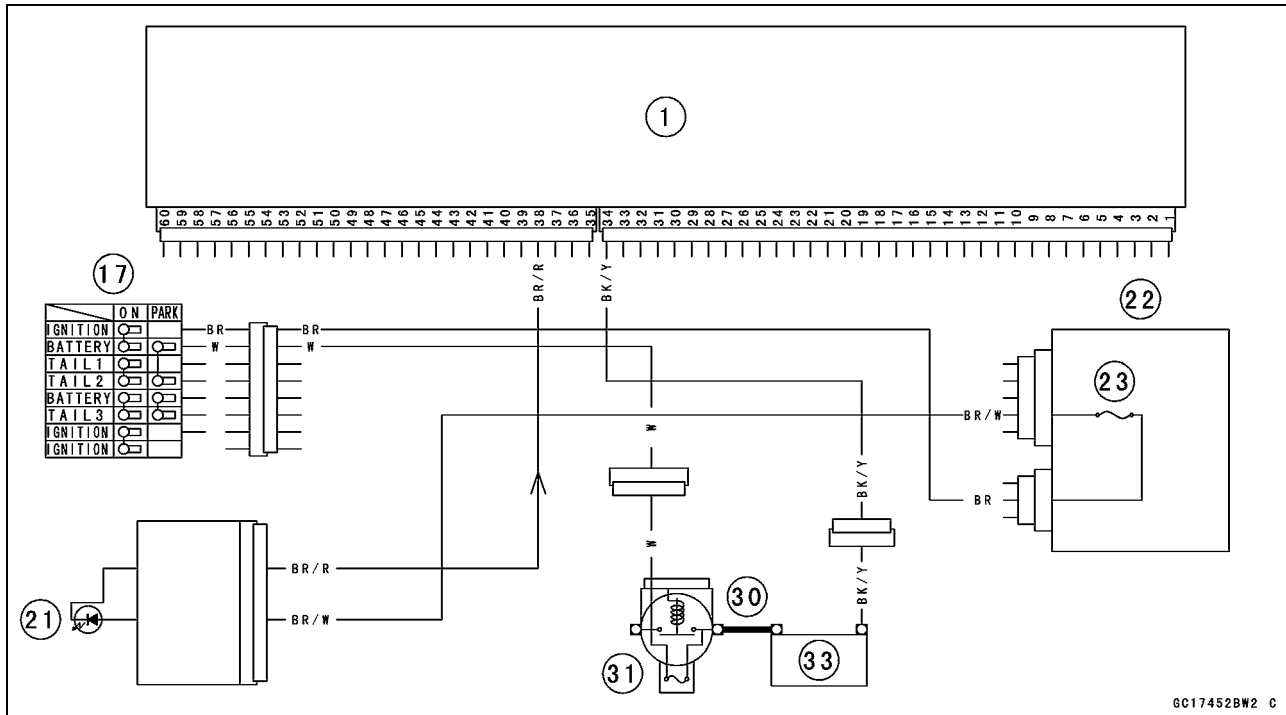 1
60 59 58 57 56 55 54 53 52 51 50 49 48 47 46 45 44 43 42 41 40 39 38 37 36 35 34 33 32 31 30 29 28 27 26 25 24 23 22 21 20 19 18 17 16 15 14 13 12 11 10 9 8 7 6 5 4 3 2 1
17
BR/R
BK/Y
22
ON PARK
IGNITION
BATTERY
TAIL1
TAIL2
BATTERY
TAIL3
IGNITION
IGNITION
BR
W
BR
W
23
BR/W
W
BK/Y
BR
W
BK/Y
BR/R
BR/W
21
30
31
33
GC17452BW2 C